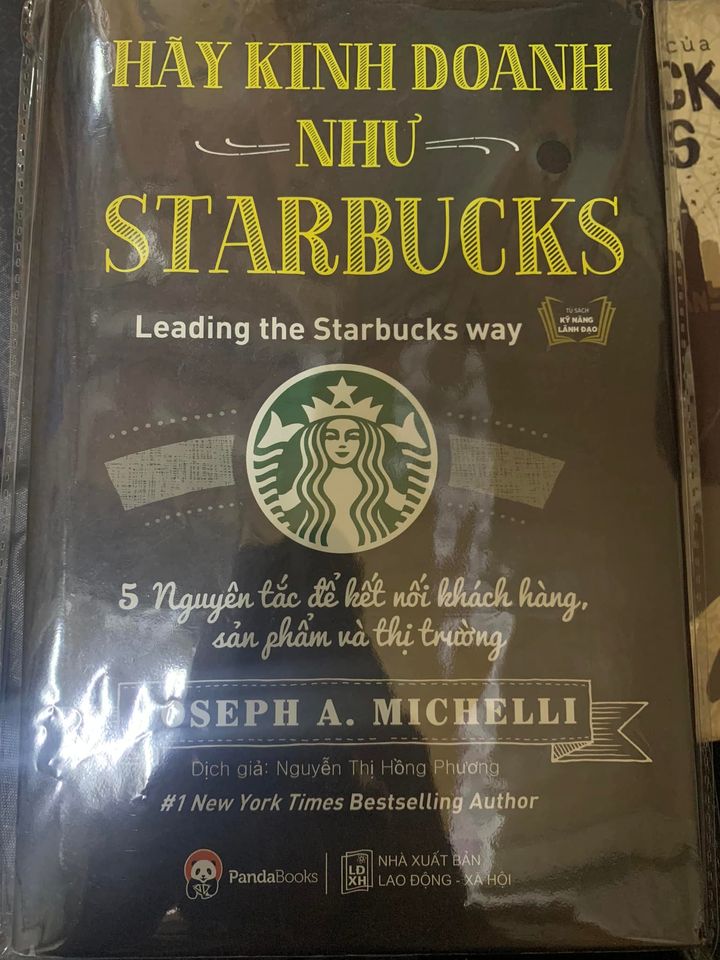 HÃY KINH DOANH
NHƯ
STARBUCKS
Leading the Starbucks way
TỦ SÁCH
KỸ NĂNG
LÃNH ĐẠO
5 Nguyên tắc để kết nối khách hàng,
sản phẩm và thị trường
JOSEPH A. MICHELLI
Dịch giả: Nguyễn Thị Hồng Phương
#1 New York Times Bestselling Author
PandaBooks
LĐ
XH
NHÀ XUẤT BẢN
LAO ĐỘNG - XÃ HỘI
của